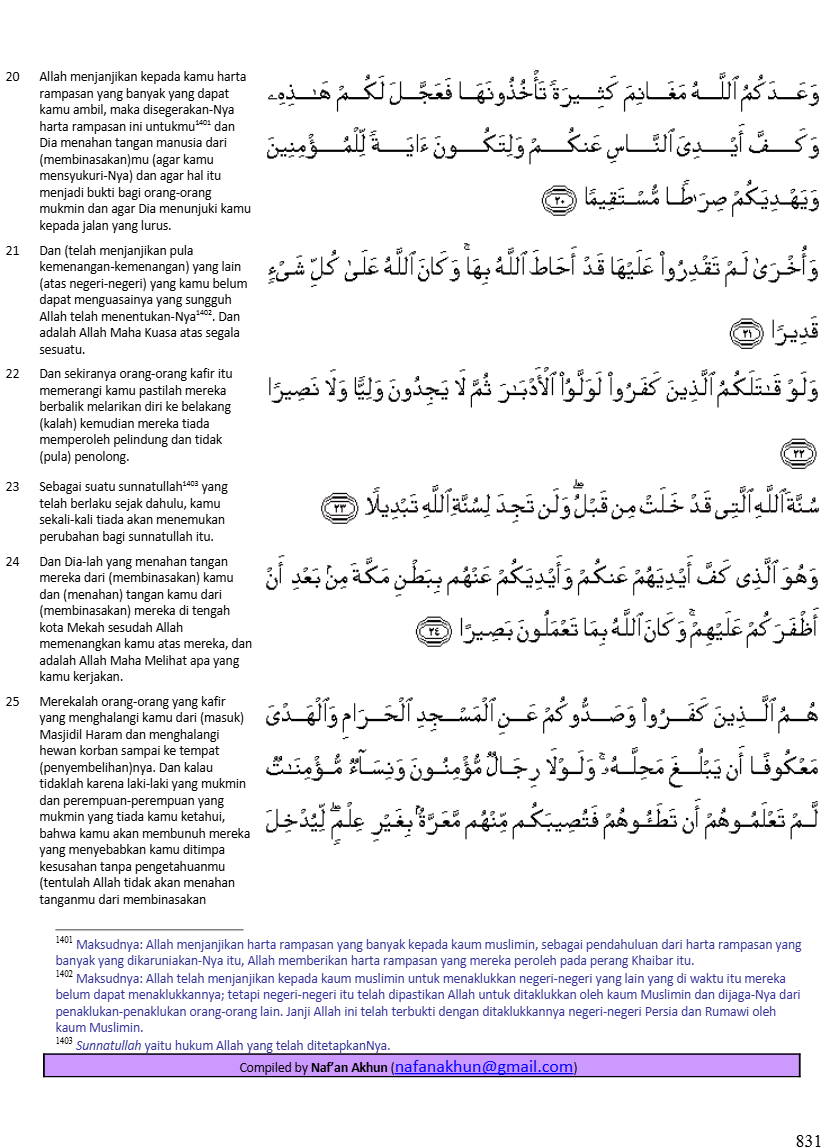 20 Allah menjanjikan kepada kamu harta
rampasan yang banyak yang dapat
kamu ambil, maka disegerakan-Nya
harta rampasan ini untukmu1401 dan
Dia menahan tangan manusia dari
(membinasakan)mu (agar kamu
mensyukuri-Nya) dan agar hal itu
menjadi bukti bagi orang-orang
mukmin dan agar Dia menunjuki kamu
kepada jalan yang lurus.
وَعَدَكُمُ ٱللَّهُ مَغَانِمَ كَثِيرَةً تَأْخُذُونَهَا فَعَجَّلَ لَكُمْ هَـٰذِهِۦ
وَكَفَّ أَيْدِىَ ٱلنَّاسِ عَنكُمْ وَلِتَكُونَ ءَايَةً لِّلْمُؤْمِنِينَ
وَيَهْدِيَكُمْ صِرَٰطًا مُّسْتَقِيمًا ٢٠
21 Dan (telah menjanjikan pula
kemenangan-kemenangan) yang lain
(atas negeri-negeri) yang kamu belum
dapat menguasainya yang sungguh
Allah telah menentukan-Nya1402. Dan
adalah Allah Maha Kuasa atas segala
sesuatu.
وَأُخْرَىٰ لَمْ تَقْدِرُوا۟ عَلَيْهَا قَدْ أَحَاطَ ٱللَّهُ بِهَا ۚ وَكَانَ ٱللَّهُ عَلَىٰ كُلِّ شَىْءٍ
قَدِيرًا ٢١
22 Dan sekiranya orang-orang kafir itu
memerangi kamu pastilah mereka
berbalik melarikan diri ke belakang
(kalah) kemudian mereka tiada
memperoleh pelindung dan tidak
(pula) penolong.
وَلَوْ قَـٰتَلَكُمُ ٱلَّذِينَ كَفَرُوا۟ لَوَلَّوُا۟ ٱلْأَدْبَـٰرَ ثُمَّ لَا يَجِدُونَ وَلِيًّا وَلَا نَصِيرًا
٢٢
23 Sebagai suatu sunnatullah1403 yang
telah berlaku sejak dahulu, kamu
sekali-kali tiada akan menemukan
perubahan bagi sunnatullah itu.
سُنَّةَ ٱللَّهِ ٱلَّتِى قَدْ خَلَتْ مِن قَبْلُ ۖ وَلَن تَجِدَ لِسُنَّةِ ٱللَّهِ تَبْدِيلًا ٢٣
24 Dan Dia-lah yang menahan tangan
mereka dari (membinasakan) kamu
dan (menahan) tangan kamu dari
(membinasakan) mereka di tengah
kota Mekah sesudah Allah
memenangkan kamu atas mereka, dan
adalah Allah Maha Melihat apa yang
kamu kerjakan.
وَهُوَ ٱلَّذِى كَفَّ أَيْدِيَهُمْ عَنكُمْ وَأَيْدِيَكُمْ عَنْهُم بِبَطْنِ مَكَّةَ مِنۢ بَعْدِ أَنْ
أَظْفَرَكُمْ عَلَيْهِمْ ۚ وَكَانَ ٱللَّهُ بِمَا تَعْمَلُونَ بَصِيرًا ٢٤
25 Merekalah orang-orang yang kafir
yang menghalangi kamu dari (masuk)
Masjidil Haram dan menghalangi
hewan korban sampai ke tempat
(penyembelihan)nya. Dan kalau
tidaklah karena laki-laki yang mukmin
dan perempuan-perempuan yang
mukmin yang tiada kamu ketahui,
bahwa kamu akan membunuh mereka
yang menyebabkan kamu ditimpa
kesusahan tanpa pengetahuanmu
(tentulah Allah tidak akan menahan
tanganmu dari membinasakan
هُمُ ٱلَّذِينَ كَفَرُوا۟ وَصَدُّوكُمْ عَنِ ٱلْمَسْجِدِ ٱلْحَرَامِ وَٱلْهَدْىَ
مَعْكُوفًا أَن يَبْلُغَ مَحِلَّهُۥ ۚ وَلَوْلَا رِجَالٌ مُّؤْمِنُونَ وَنِسَآءٌ مُّؤْمِنَـٰتٌ
لَّمْ تَعْلَمُوهُمْ أَن تَطَـُٔوهُمْ فَتُصِيبَكُم مِّنْهُم مَّعَرَّةٌۢ بِغَيْرِ عِلْمٍ ۖ لِّيُدْخِلَ
1401 Maksudnya: Allah menjanjikan harta rampasan yang banyak kepada kaum muslimin, sebagai pendahuluan dari harta rampasan yang
banyak yang dikaruniakan-Nya itu, Allah memberikan harta rampasan yang mereka peroleh pada perang Khaibar itu.
1402 Maksudnya: Allah telah menjanjikan kepada kaum muslimin untuk menaklukkan negeri-negeri yang lain yang di waktu itu mereka
belum dapat menaklukkannya; tetapi negeri-negeri itu telah dipastikan Allah untuk ditaklukkan oleh kaum Muslimin dan dijaga-Nya dari
penaklukan-penaklukan orang-orang lain. Janji Allah ini telah terbukti dengan ditaklukkannya negeri-negeri Persia dan Rumawi oleh
kaum Muslimin.
1403 Sunnatullah yaitu hukum Allah yang telah ditetapkanNya.
Compiled by Naf'an Akhun (nafanakhun@gmail.com)
831